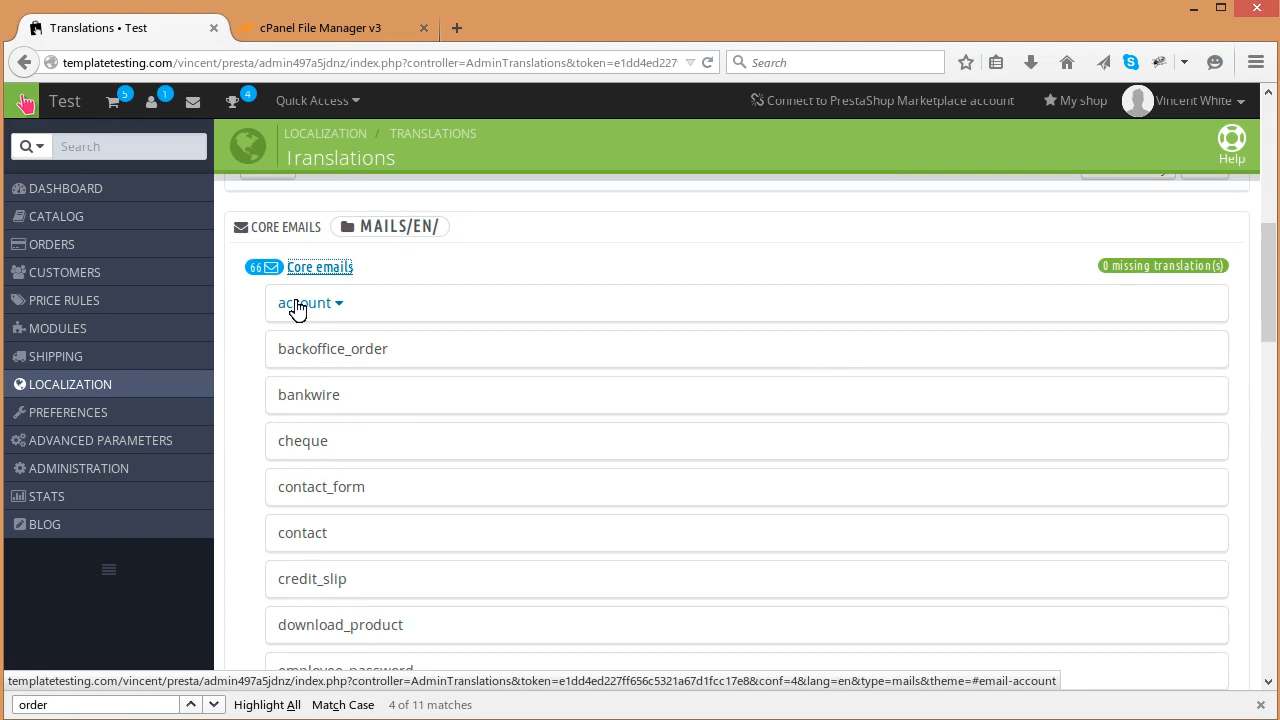 Translations • Test
cPanel File Manager v3
templatetesting.com/vincent/presta/admin497a5jdnz/index.php?controller=AdminTranslations&token=e1dd4ed227
Search
Test
5
1
4
Quick Access
Connect to PrestaShop Marketplace account
My shop
Vincent White
Search
LOCALIZATION / TRANSLATIONS
Translations
Help
DASHBOARD
CATALOG
ORDERS
CUSTOMERS
PRICE RULES
MODULES
SHIPPING
LOCALIZATION
PREFERENCES
ADVANCED PARAMETERS
ADMINISTRATION
STATS
BLOG
CORE EMAILS MAILS/EN/
66 Core emails
0 missing translation(s)
account
backoffice_order
bankwire
cheque
contact_form
contact
credit_slip
download_product
employee_password
templatetesting.com/vincent/presta/admin497a5jdnz/index.php?controller=AdminTranslations&token=e1dd4ed227ff656c5321a67d1fcc17e8&conf=4&lang=en&type=mails&theme=#email-account
order
Highlight All
Match Case
4 of 11 matches